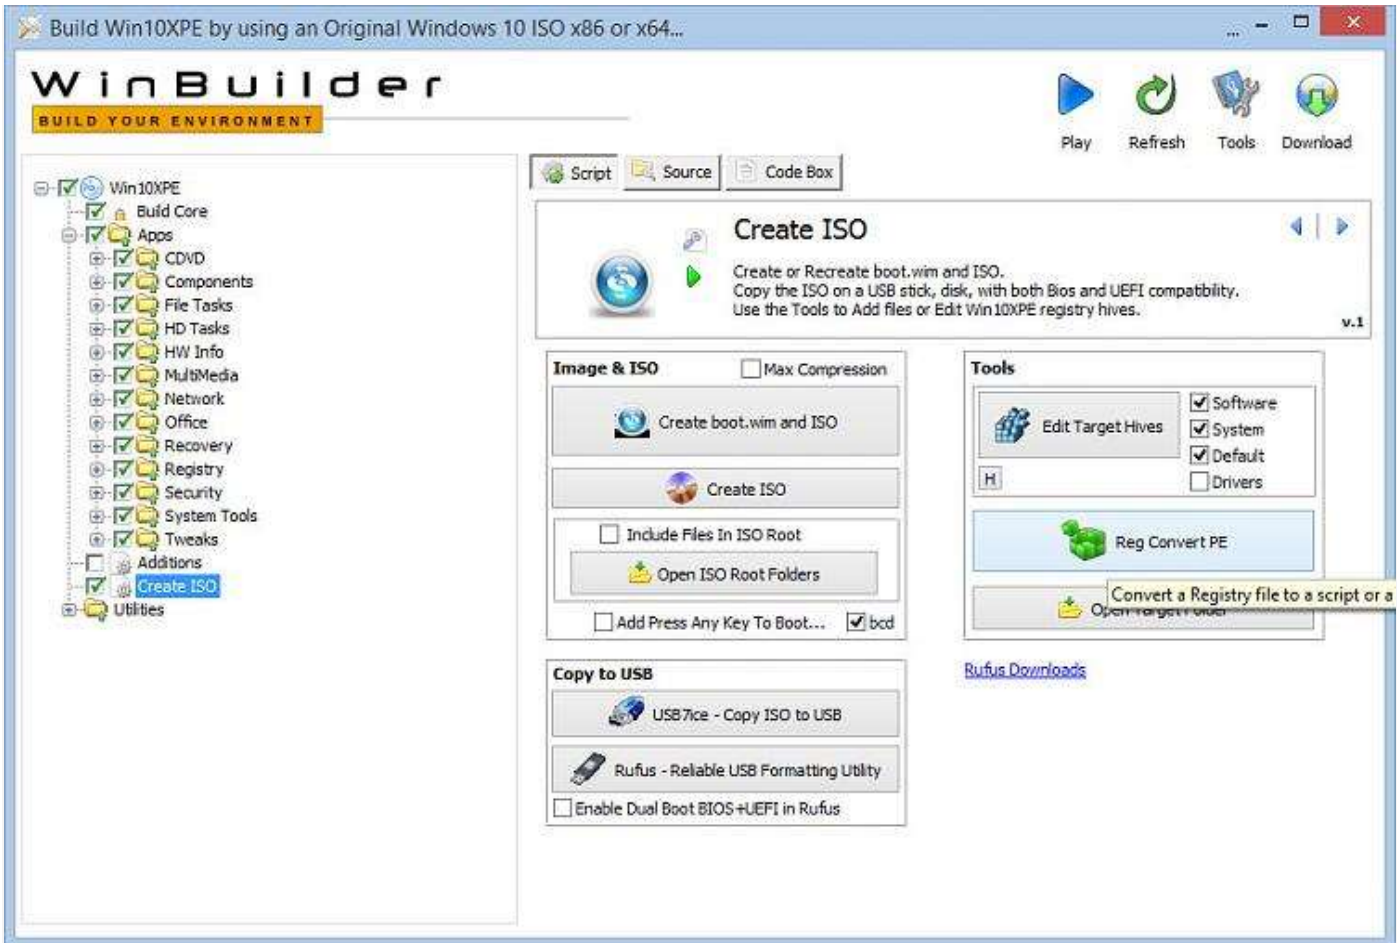 Build Win10XPE by using an Original Windows 10 ISO x86 or x64...
WinBuilder
BUILD YOUR ENVIRONMENT
Play
Refresh
Tools
Download
Win10XPE
Build Core
Apps
CDVD
Components
File Tasks
HD Tasks
HW Info
MultiMedia
Network
Office
Recovery
Registry
Security
System Tools
Tweaks
Additions
Create ISO
Utilities
Script
Source
Code Box
Create ISO
Create or Recreate boot.wim and ISO.
Copy the ISO on a USB stick, disk, with both Bios and UEFI compatibility.
Use the Tools to Add files or Edit Win10XPE registry hives.
v.1
Image & ISO
Max Compression
Create boot.wim and ISO
Create ISO
Include Files In ISO Root
Open ISO Root Folders
Add Press Any Key To Boot...
bcd
Copy to USB
USB7ice - Copy ISO to USB
Rufus - Reliable USB Formatting Utility
Enable Dual Boot BIOS+UEFI in Rufus
Tools
Edit Target Hives
Software
System
Default
Drivers
H
Reg Convert PE
Convert a Registry file to a script or a
Open Target Folder
Rufus Downloads